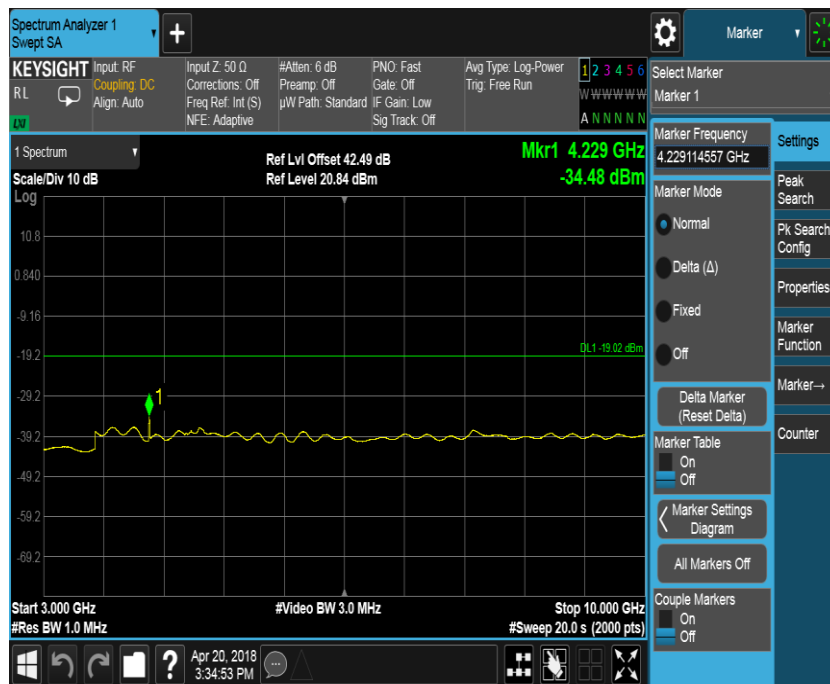 Spectrum Analyzer 1
Swept SA
+
Marker
KEYSIGHT
RL
LXI
Input: RF
Coupling: DC
Align: Auto
Input Z: 50 Ω
Corrections: Off
Freq Ref: Int (S)
NFE: Adaptive
#Atten: 6 dB
Preamp: Off
µW Path: Standard
PNO: Fast
Gate: Off
IF Gain: Low
Sig Track: Off
Avg Type: Log-Power
Trig: Free Run
1 2 3 4 5 6
W W W W W W
A N N N N N
Select Marker
Marker 1
1 Spectrum
Scale/Div 10 dB
Log
Ref Lvl Offset 42.49 dB
Ref Level 20.84 dBm
Mkr1 4.229 GHz
-34.48 dBm
10.8
0.840
-9.16
-19.2
-29.2
-39.2
-49.2
-59.2
-69.2
DL1 -19.02 dBm
1
Start 3.000 GHz
#Res BW 1.0 MHz
#Video BW 3.0 MHz
Stop 10.000 GHz
#Sweep 20.0 s (2000 pts)
Marker Frequency
4.229114557 GHz
Marker Mode
Normal
Delta (Δ)
Fixed
Off
Delta Marker
(Reset Delta)
Marker Table
On
Off
Marker Settings
Diagram
All Markers Off
Couple Markers
On
Off
Settings
Peak
Search
Pk Search
Config
Properties
Marker
Function
Marker→
Counter
?
Apr 20, 2018
3:34:53 PM